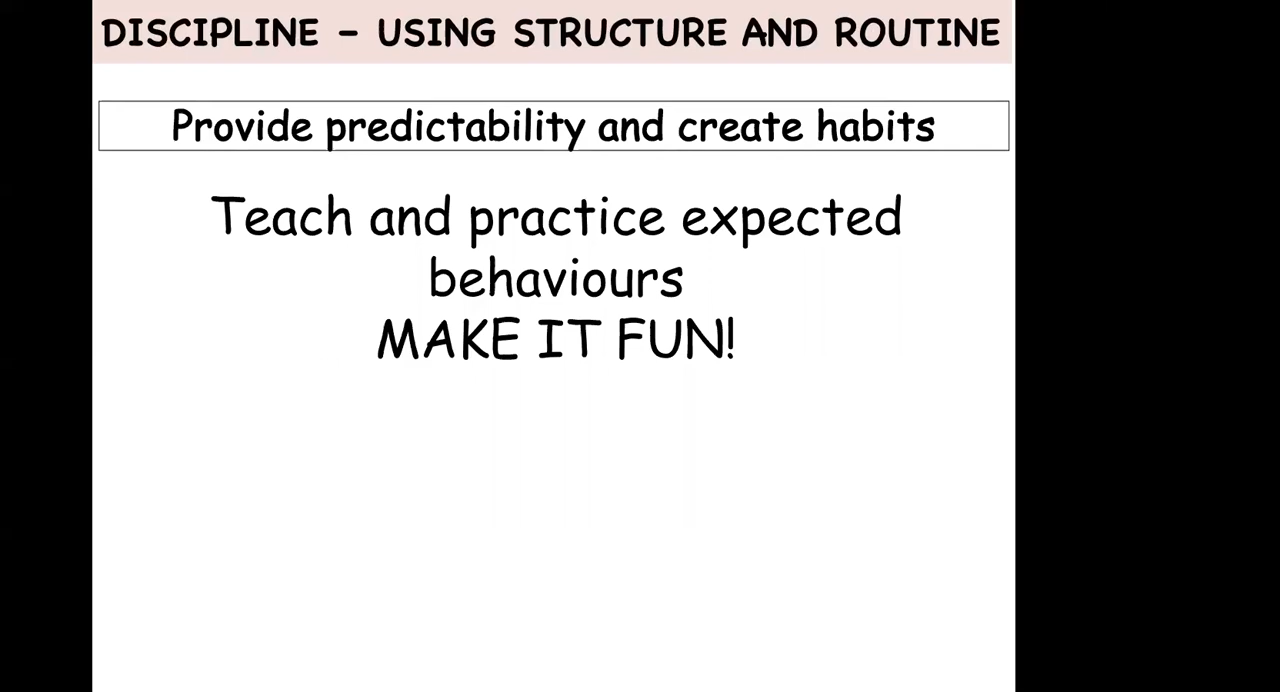 DISCIPLINE – USING STRUCTURE AND ROUTINE
Provide predictability and create habits
Teach and practice expected
behaviours
MAKE IT FUN!